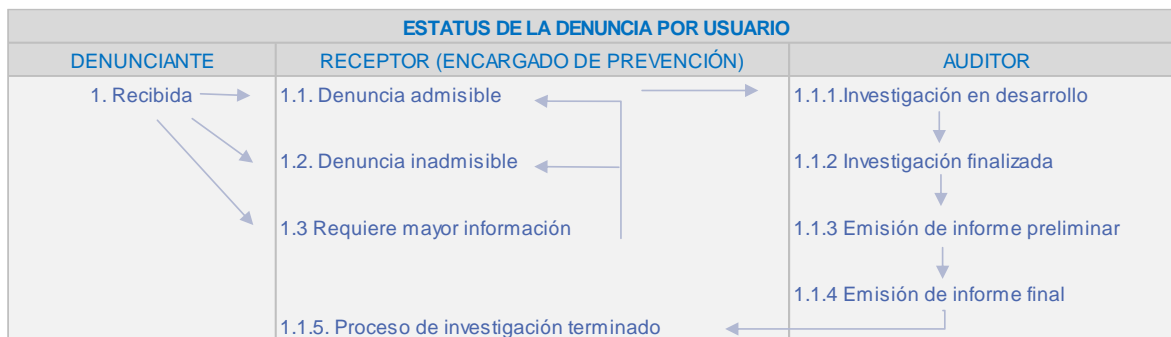 ESTATUS DE LA DENUNCIA POR USUARIO
DENUNCIANTE RECEPTOR (ENCARGADO DE PREVENCIÓN) AUDITOR
1. Recibida 1.1. Denuncia admisible 1.1.1.Investigación en desarrollo
1.2. Denuncia inadmisible 1.1.2 Investigación finalizada
1.3 Requiere mayor información 1.1.3 Emisión de informe preliminar
1.1.4 Emisión de informe final
1.1.5. Proceso de investigación terminado